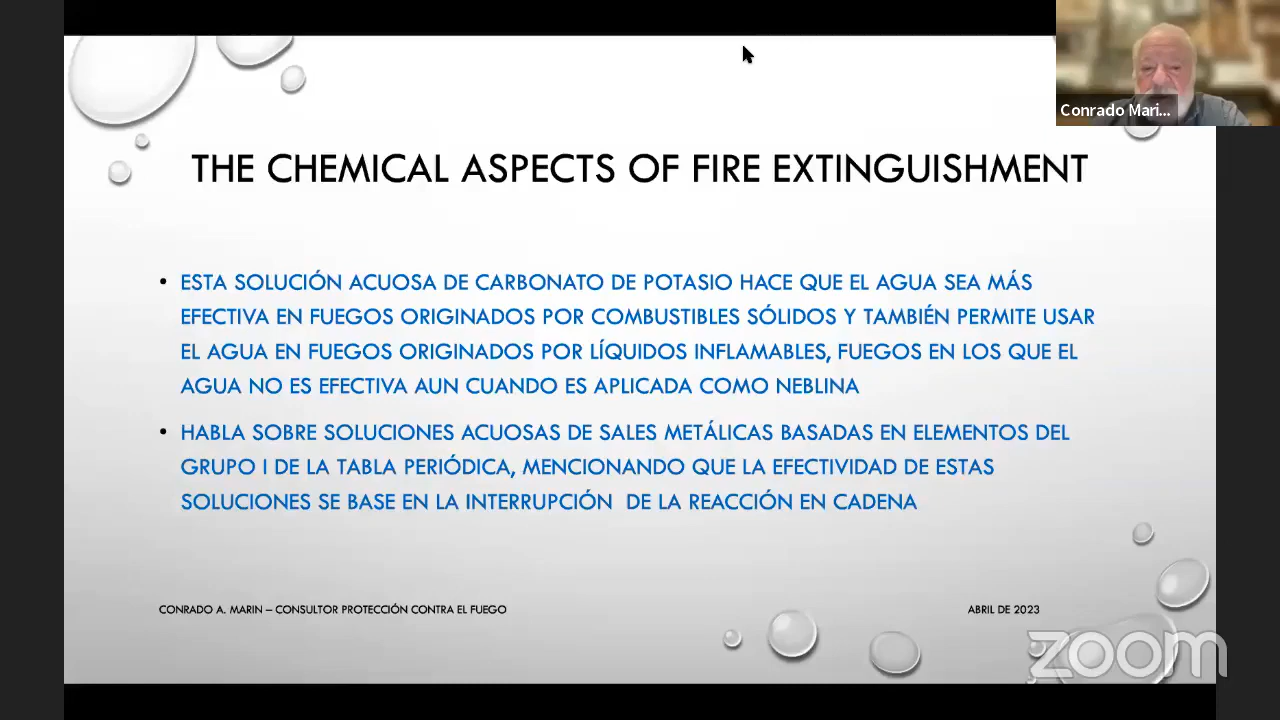 Conrado Mari...
THE CHEMICAL ASPECTS OF FIRE EXTINGUISHMENT
• ESTA SOLUCIÓN ACUOSA DE CARBONATO DE POTASIO HACE QUE EL AGUA SEA MÁS
EFECTIVA EN FUEGOS ORIGINADOS POR COMBUSTIBLES SÓLIDOS Y TAMBIÉN PERMITE USAR
EL AGUA EN FUEGOS ORIGINADOS POR LÍQUIDOS INFLAMABLES, FUEGOS EN LOS QUE EL
AGUA NO ES EFECTIVA AUN CUANDO ES APLICADA COMO NEBLINA
• HABLA SOBRE SOLUCIONES ACUOSAS DE SALES METÁLICAS BASADAS EN ELEMENTOS DEL
GRUPO I DE LA TABLA PERIÓDICA, MENCIONANDO QUE LA EFECTIVIDAD DE ESTAS
SOLUCIONES SE BASE EN LA INTERRUPCIÓN DE LA REACCIÓN EN CADENA
CONRADO A. MARIN – CONSULTOR PROTECCIÓN CONTRA EL FUEGO
ABRIL DE 2023
zoom